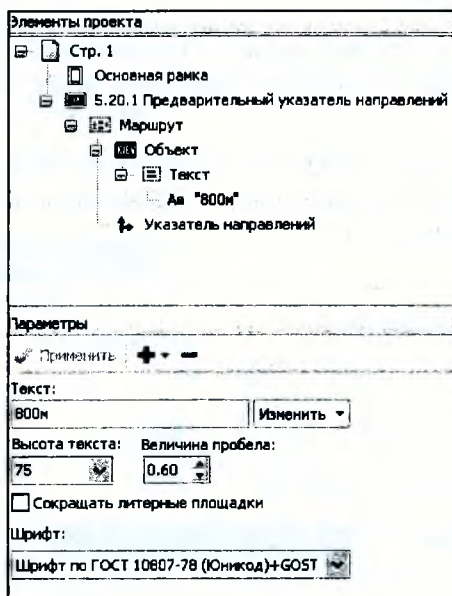 Элементы проекта
Стр. 1
Основная рамка
5.20.1 Предварительный указатель направлений
Маршрут
Объект
Текст
Aa "800м"
Указатель направлений
Параметры
Применить
Текст:
800м Изменить
Высота текста: Величина пробела:
75 0.60
Сокращать литерные площадки
Шрифт:
Шрифт по ГОСТ 10807-78 (Юникод)+GOST